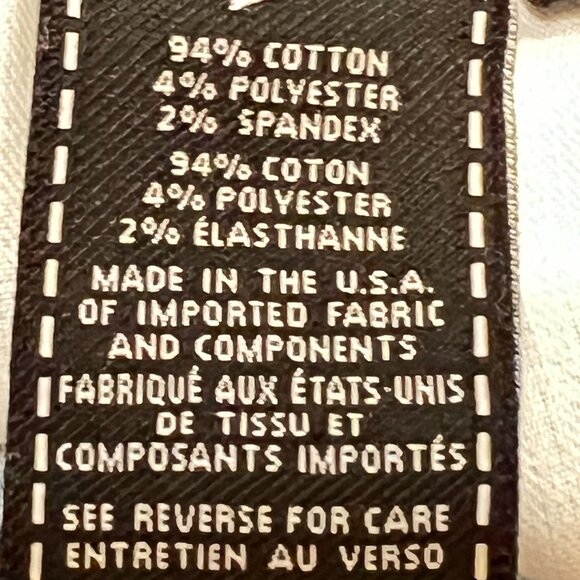 94% COTTON
4% POLYESTER
2% SPANDEX
94% COTON
4% POLYESTER
2% ÉLASTHANNE
MADE IN THE U.S.A.
OF IMPORTED FABRIC
AND COMPONENTS
FABRIQUÉ AUX ÉTATS-UNIS
DE TISSU ET
COMPOSANTS IMPORTÉS
SEE REVERSE FOR CARE
ENTRETIEN AU VERSO